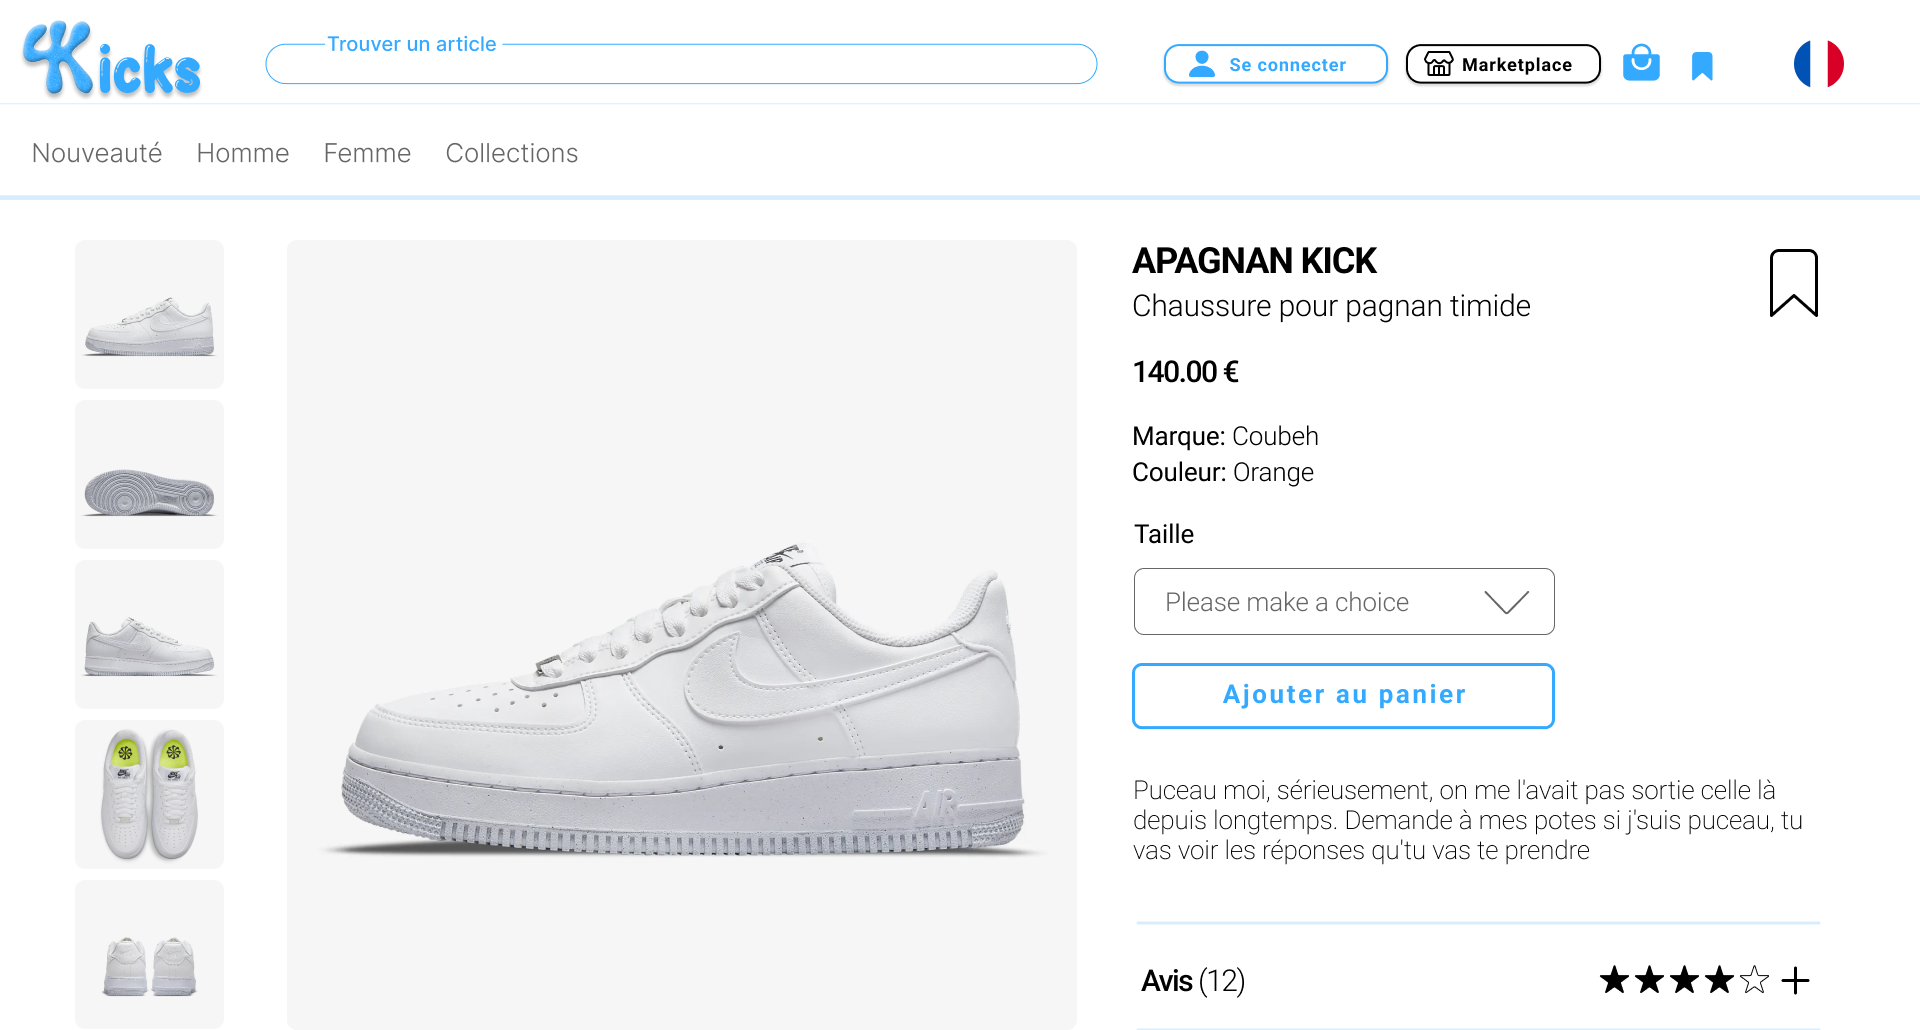 4Kicks
Trouver un article
Se connecter
Marketplace
Nouveauté Homme Femme Collections
APAGNAN KICK
Chaussure pour pagnan timide
140.00 €
Marque: Coubeh
Couleur: Orange
Taille
Please make a choice
Ajouter au panier
Puceau moi, sérieusement, on me l'avait pas sortie celle là
depuis longtemps. Demande à mes potes si j'suis puceau, tu
vas voir les réponses qu'tu vas te prendre
AIR
Avis (12)